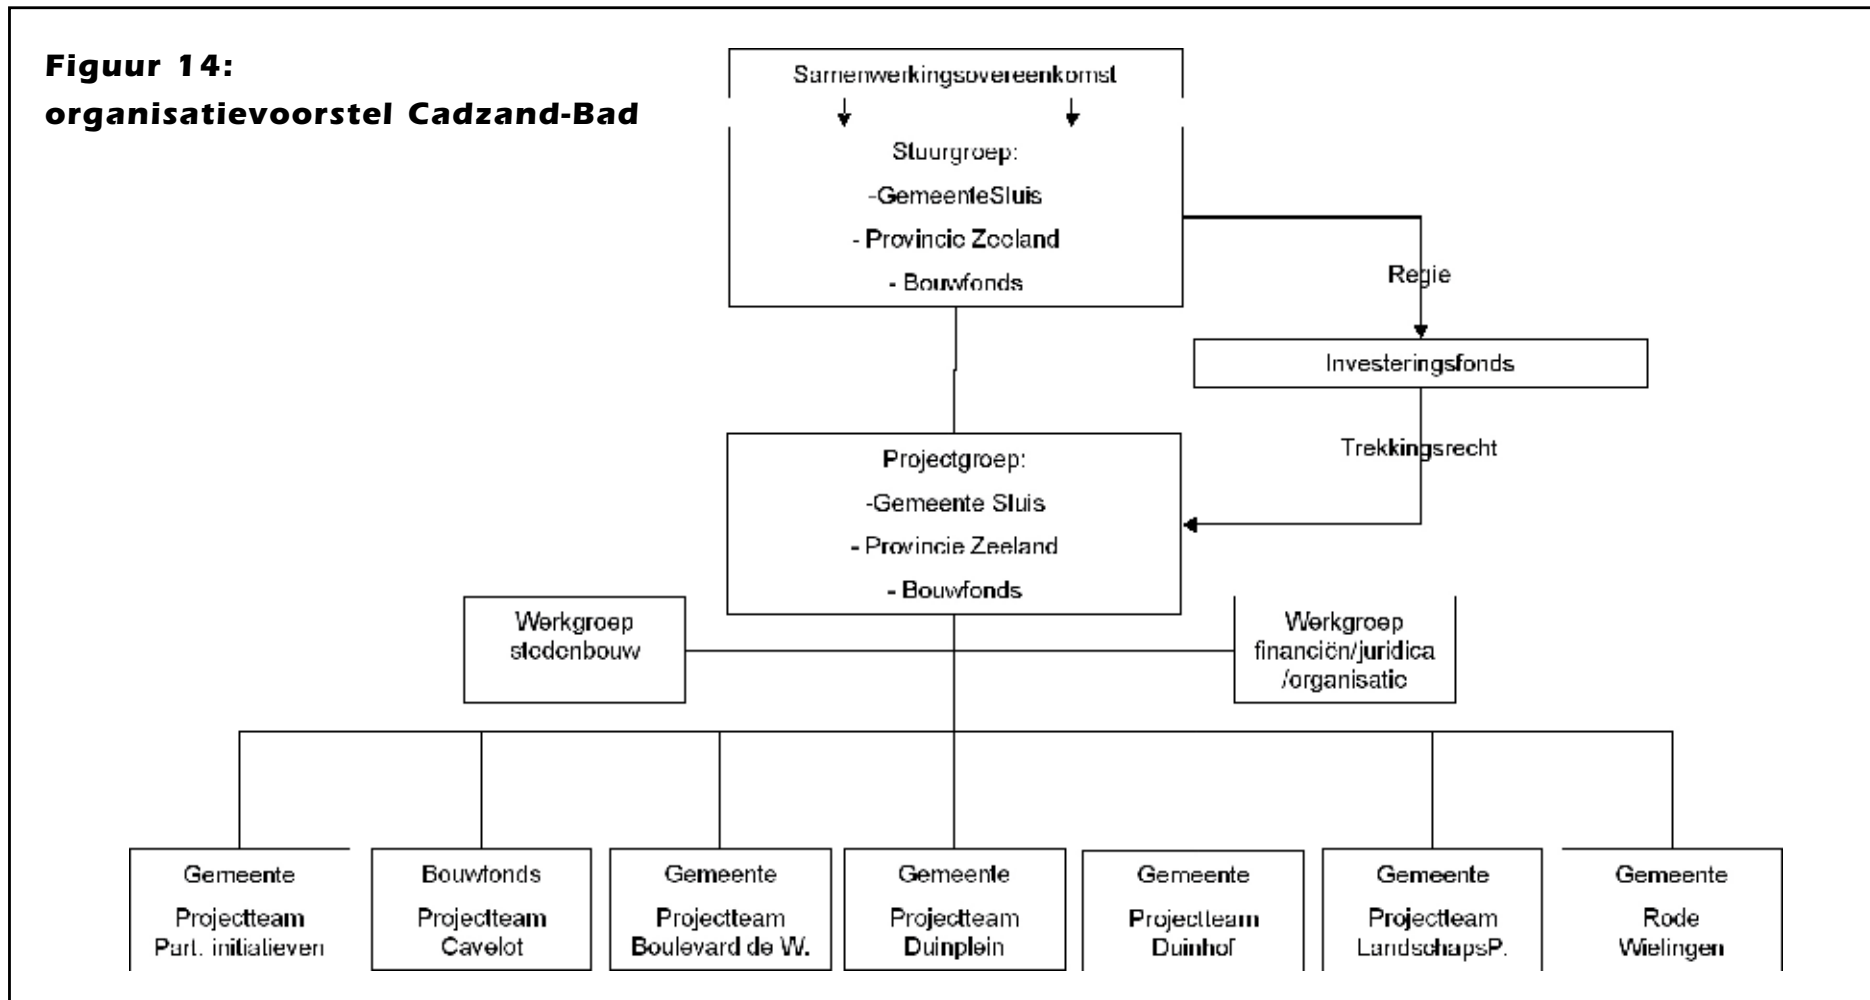 Figuur 14:
organisatievoorstel Cadzand-Bad
Samenwerkingsovereenkomst
Stuurgroep:
-GemeenteSluis
- Provincie Zeeland
- Bouwfonds
Regie
Investeringsfonds
Trekkingsrecht
Projectgroep:
-Gemeente Sluis
- Provincie Zeeland
- Bouwfonds
Werkgroep
stedenbouw
Werkgroep
financiën/juridica
/organisatie
Gemeente
Projectteam
Part. initiatieven
Bouwfonds
Projectteam
Cavelot
Gemeente
Projectteam
Boulevard de W.
Gemeente
Projectteam
Duinplein
Gemeente
Projectteam
Duinhof
Gemeente
Projectteam
LandschapsP.
Gemeente
Rode
Wielingen